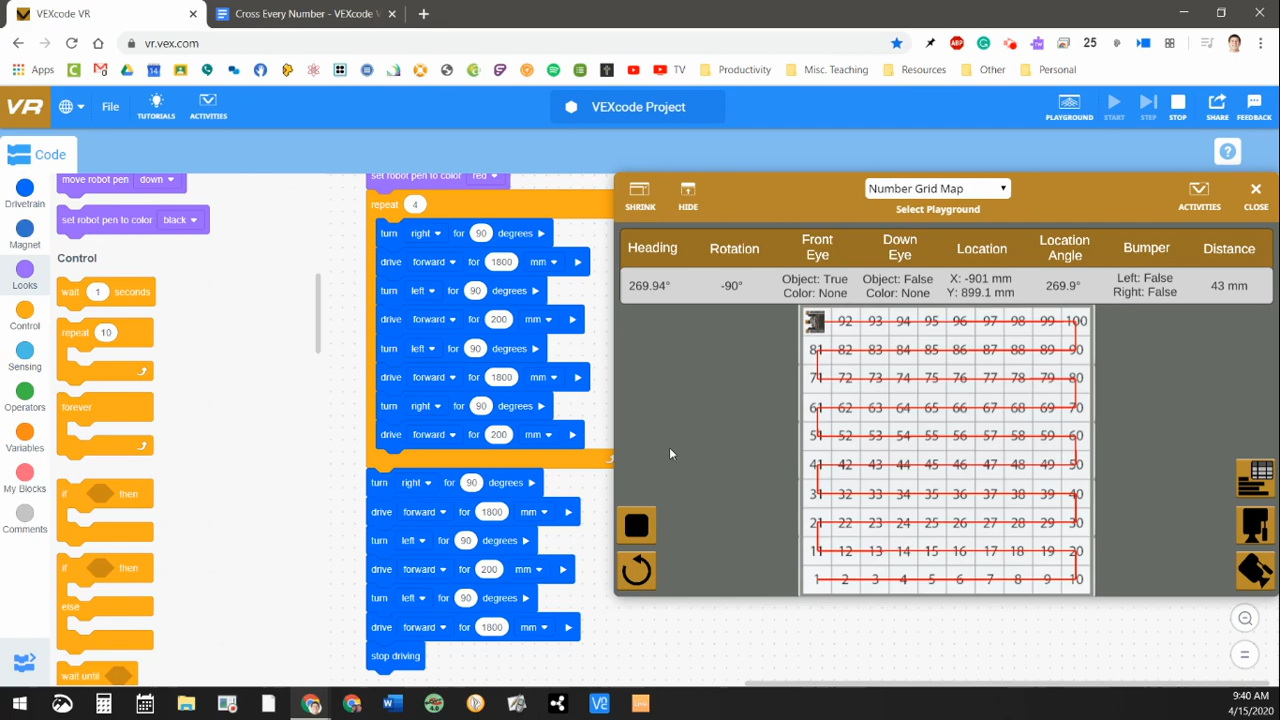 VEXcode VR
Cross Every Number - VEXcode V
vr.vex.com
25
Apps
14
TV
Productivity
Misc. Teaching
Resources
Other
Personal
VR
File
TUTORIALS
ACTIVITIES
VEXcode Project
PLAYGROUND
START
STEP
STOP
SHARE
FEEDBACK
Code
?
Drivetrain
Magnet
Looks
Control
Sensing
Operators
Variables
My Blocks
Comments
move robot pen down
set robot pen to color black
Control
wait 1 seconds
repeat 10
forever
if then
if then
else
wait until
set robot pen to color red
repeat 4
turn right for 90 degrees
drive forward for 1800 mm
turn left for 90 degrees
drive forward for 200 mm
turn left for 90 degrees
drive forward for 1800 mm
turn right for 90 degrees
drive forward for 200 mm
turn right for 90 degrees
drive forward for 1800 mm
turn left for 90 degrees
drive forward for 200 mm
turn left for 90 degrees
drive forward for 1800 mm
stop driving
SHRINK
HIDE
Number Grid Map
Select Playground
ACTIVITIES
CLOSE
Heading Rotation Front Eye Down Eye Location Location Angle Bumper Distance
269.94° -90° Object: True Color: None Object: False Color: None X: -901 mm Y: 899.1 mm 269.9° Left: False Right: False 43 mm
92 93 94 95 96 97 98 99 100
81 82 83 84 85 86 87 88 89 90
71 72 73 74 75 76 77 78 79 80
61 62 63 64 65 66 67 68 69 70
51 52 53 54 55 56 57 58 59 60
41 42 43 44 45 46 47 48 49 50
31 32 33 34 35 36 37 38 39 40
21 22 23 24 25 26 27 28 29 30
11 12 13 14 15 16 17 18 19 20
1 2 3 4 5 6 7 8 9 10
9:40 AM
4/15/2020